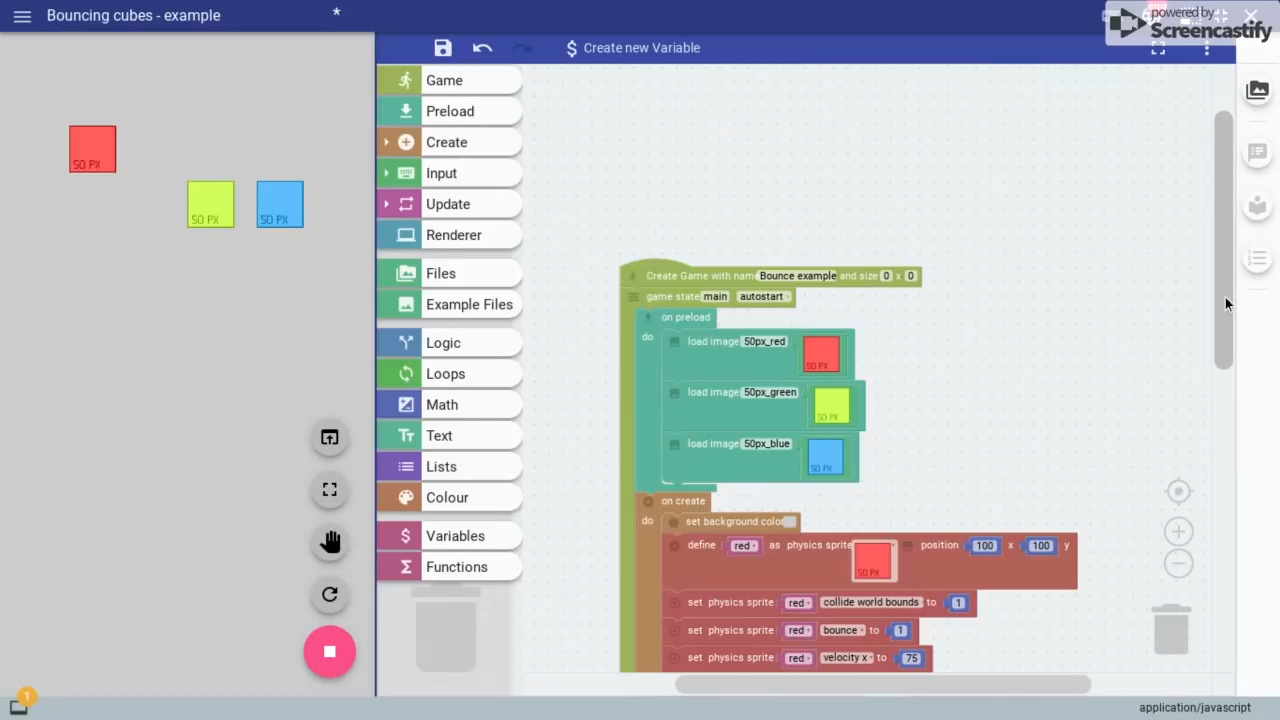 Bouncing cubes - example
*
powered by
Screencastify
Create new Variable
50 PX
50 PX
50 PX
Game
Preload
Create
Input
Update
Renderer
Files
Example Files
Logic
Loops
Math
Text
Lists
Colour
Variables
Functions
Create Game with name Bounce example and size 0 x 0
game state main autostart
on preload
do
load image 50px_red
50 PX
load image 50px_green
50 PX
load image 50px_blue
50 PX
on create
do
set background color
define red as physics sprite 50 PX position 100 x 100 y
set physics sprite red collide world bounds to 1
set physics sprite red bounce to 1
set physics sprite red velocity x to 75
1
application/javascript